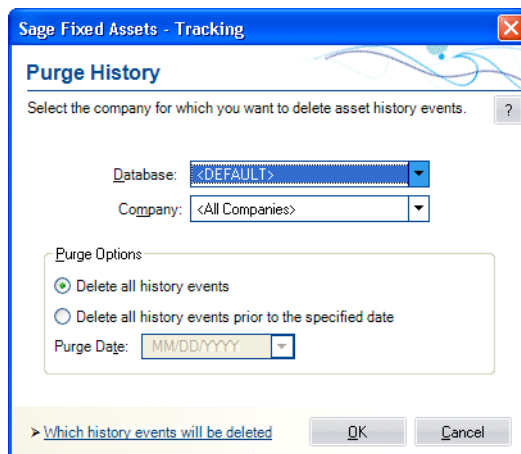 Sage Fixed Assets - Tracking
Purge History
Select the company for which you want to delete asset history events.
?
Database: <DEFAULT>
Company: <All Companies>
Purge Options
Delete all history events
Delete all history events prior to the specified date
Purge Date: MM/DD/YYYY
➤ Which history events will be deleted OK Cancel